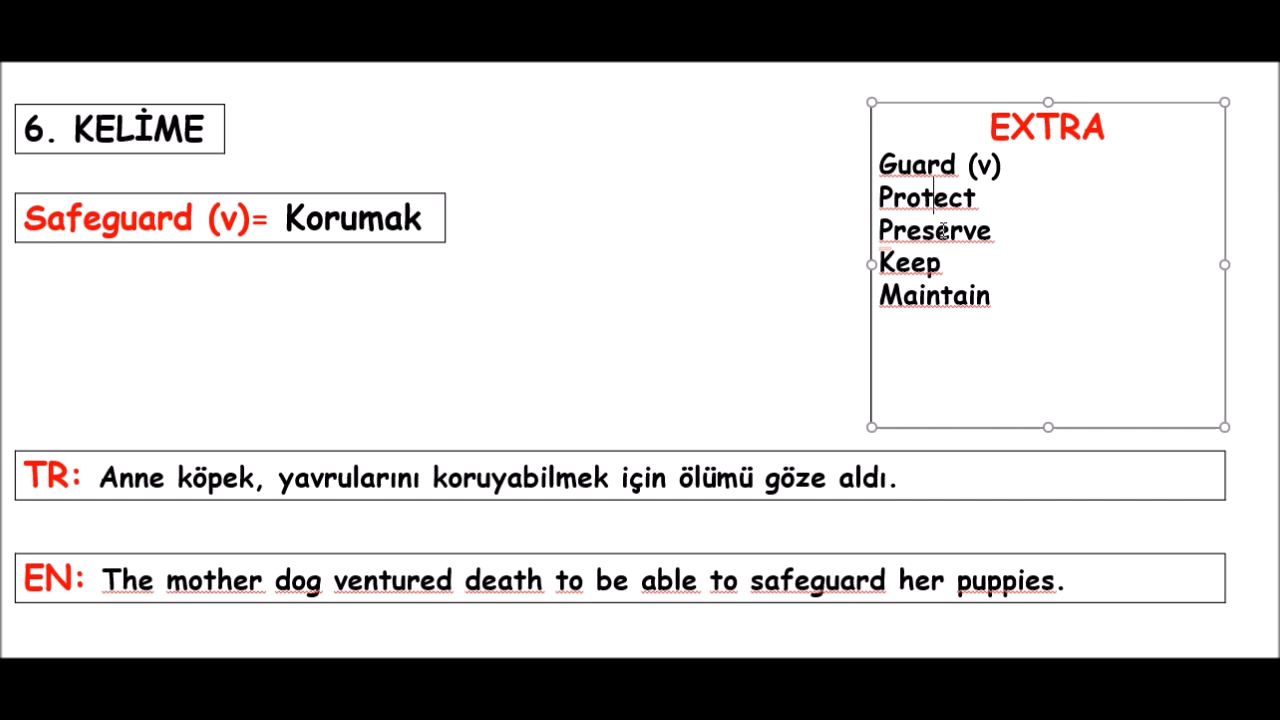 6. KELİME
Safeguard (v)= Korumak
EXTRA
Guard (v)
Protect
Preserve
Keep
Maintain
TR: Anne köpek, yavrularını koruyabilmek için ölümü göze aldı.
EN: The mother dog ventured death to be able to safeguard her puppies.